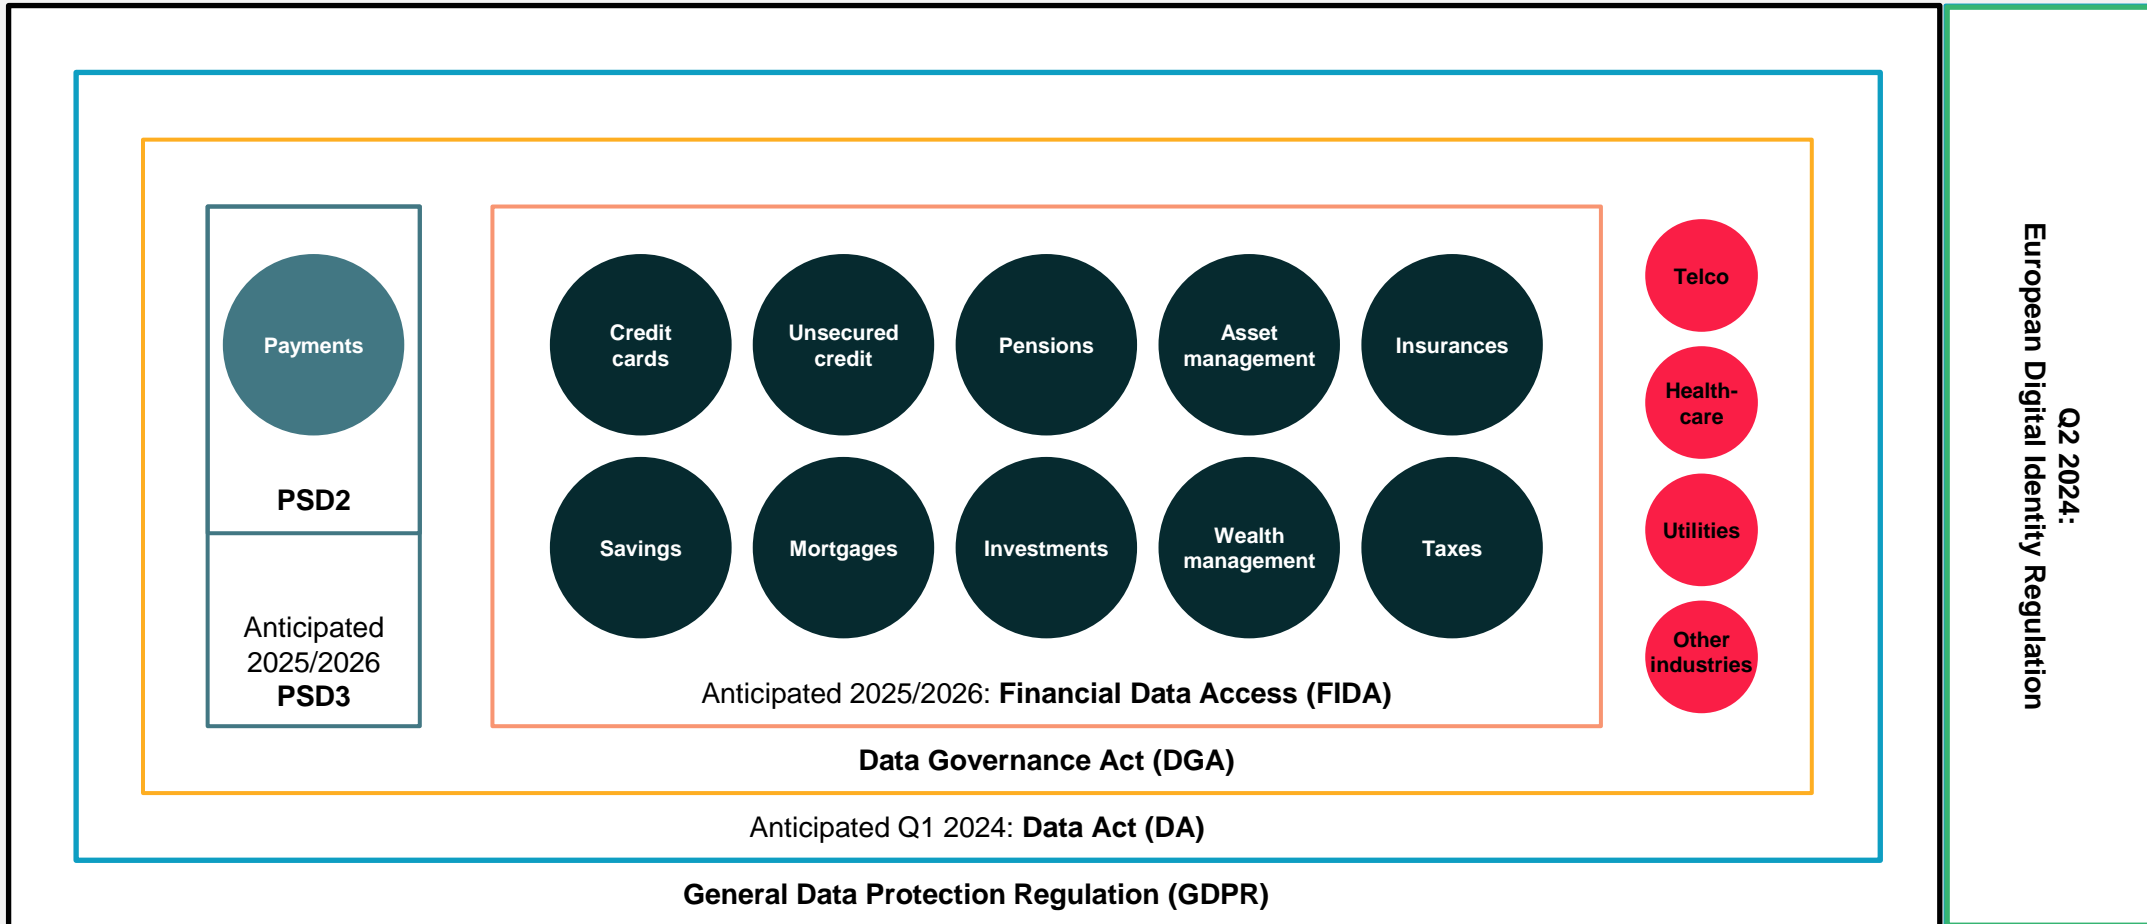 Payments
PSD2
Anticipated
2025/2026
PSD3
Credit
cards
Unsecured
credit
Pensions
Asset
management
Insurances
Savings
Mortgages
Investments
Wealth
management
Taxes
Anticipated 2025/2026: Financial Data Access (FIDA)
Telco
Health-
care
Utilities
Other
industries
Data Governance Act (DGA)
Anticipated Q1 2024: Data Act (DA)
General Data Protection Regulation (GDPR)
Q2 2024:
European Digital Identity Regulation